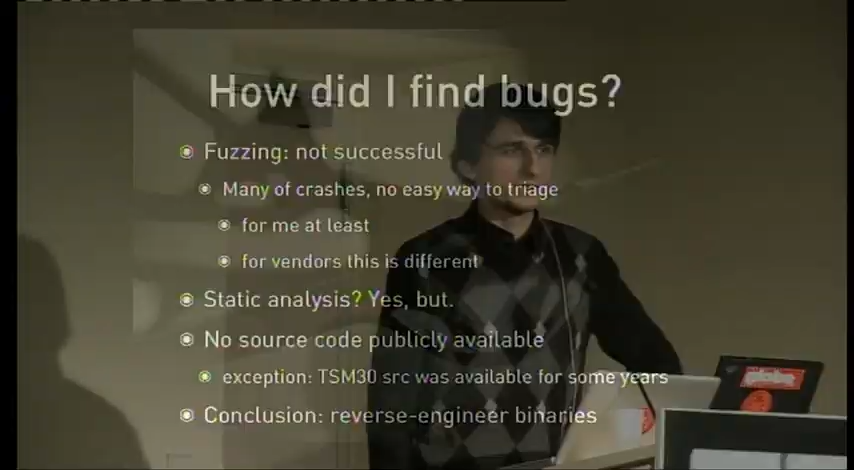 How did I find bugs?
Fuzzing: not successful
Many of crashes, no easy way to triage
for me at least
for vendors this is different
Static analysis? Yes, but.
No source code publicly available
exception: TSM30 src was available for some years
Conclusion: reverse-engineer binaries